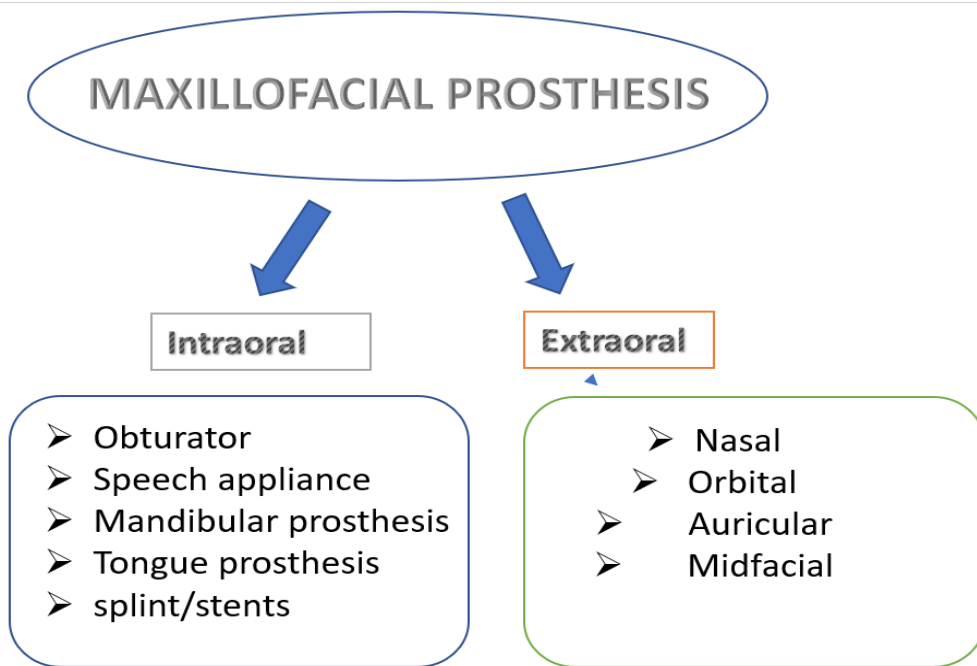 MAXILLOFACIAL PROSTHESIS
Intraoral
Extraoral
➢ Obturator
➢ Speech appliance
➢ Mandibular prosthesis
➢ Tongue prosthesis
➢ splint/stents
➢ Nasal
➢ Orbital
➢ Auricular
➢ Midfacial